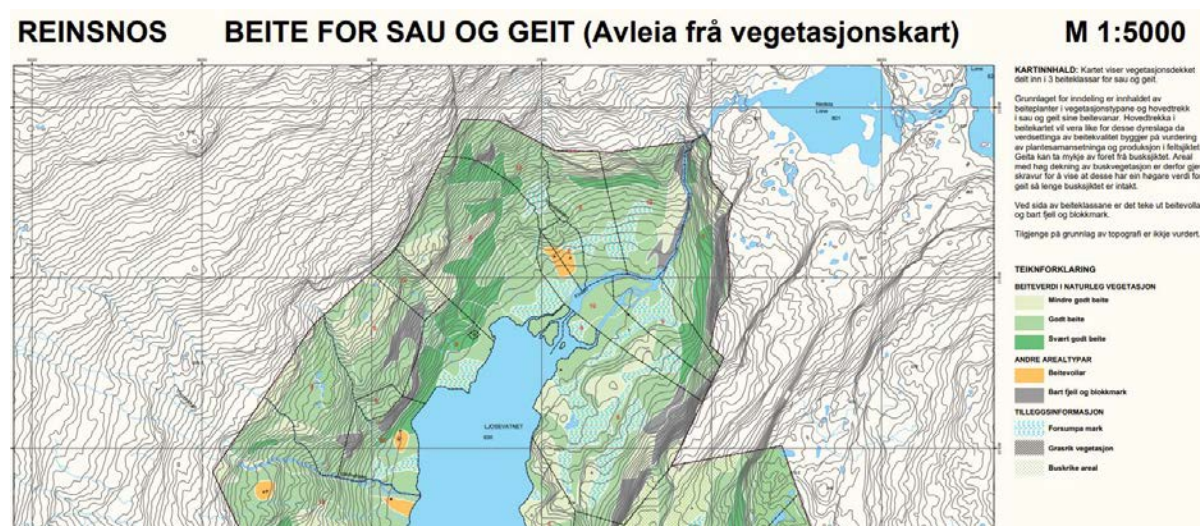 REINSNOS BEITE FOR SAU OG GEIT (Avleia frå vegetasjonskart) M 1:5000
KARTINNHALD: Kartet viser vegetasjonsdekket
delt inn i 3 beiteklassar for sau og geit.
Grunnlaget for inndeling er innhaldet av
beiteplanter i vegetasjonstypane og hovedtrekk
i sau og geit sine beitevanar. Hovedtrekka i
beitekartet vil vera like for desse dyreslaga da
verdsettinga av beitekvalitet byggjer på vurdering
av plantesamansetninga og produksjon i feltsjiktet.
Geita kan ta mykje av foret frå busksjiktet. Areal
med høg dekning av buskvegetasjon er derfor gjer
skravur for å vise at desse har ein høgare verdi for
geit så lenge busksjiktet er intakt.
Ved sida av beiteklassane er det teke ut beitevolla
og bart fjell og blokkmark.
Tilgjenge på grunnlag av topografi er ikkje vurdert.
TEIKNFORKLARING
BEITEVERDI I NATURLEG VEGETASJON
Mindre godt beite
Godt beite
Svært godt beite
ANDRE AREALTYPAR
Beitevollar
Bart fjell og blokkmark
TILLEGGSINFORMASJON
Forsumpa mark
Grasrik vegetasjon
Buskrike areal
LJOSEVATNET